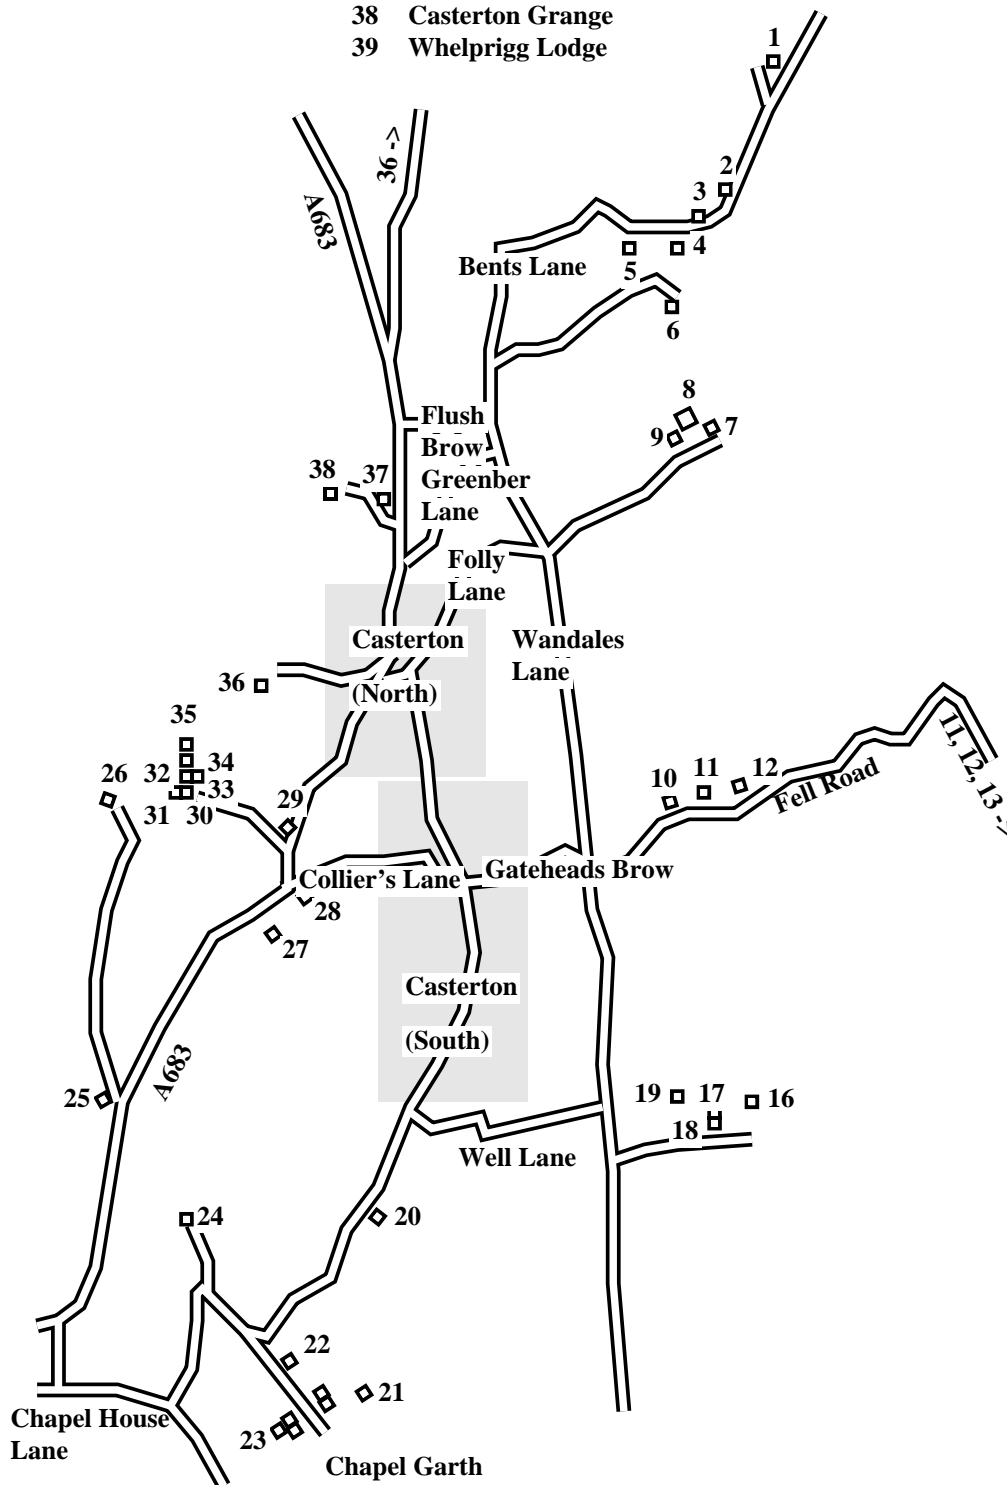 38 Casterton Grange
39 Whelprigg Lodge
1
36 ->
A683
2
3
4
5
Bents Lane
6
8
7
9
Flush
Brow
38
37
Greenber
Lane
Folly
Lane
Casterton
(North)
Wandales
Lane
36
35
26
32
34
33
31
30
29
10
11
12
Fell Road
11, 12, 13 ->
Gateheads Brow
Collier's Lane
28
27
Casterton
(South)
A683
25
19
17
16
18
Well Lane
24
20
22
21
23
Chapel House
Lane
Chapel Garth